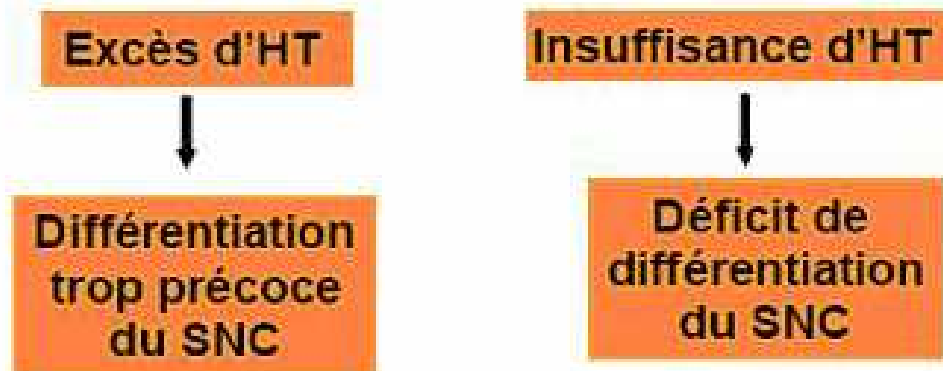 Excès d'HT
Différentiation
trop précoce
du SNC
Insuffisance d'HT
Déficit de
différentiation
du SNC